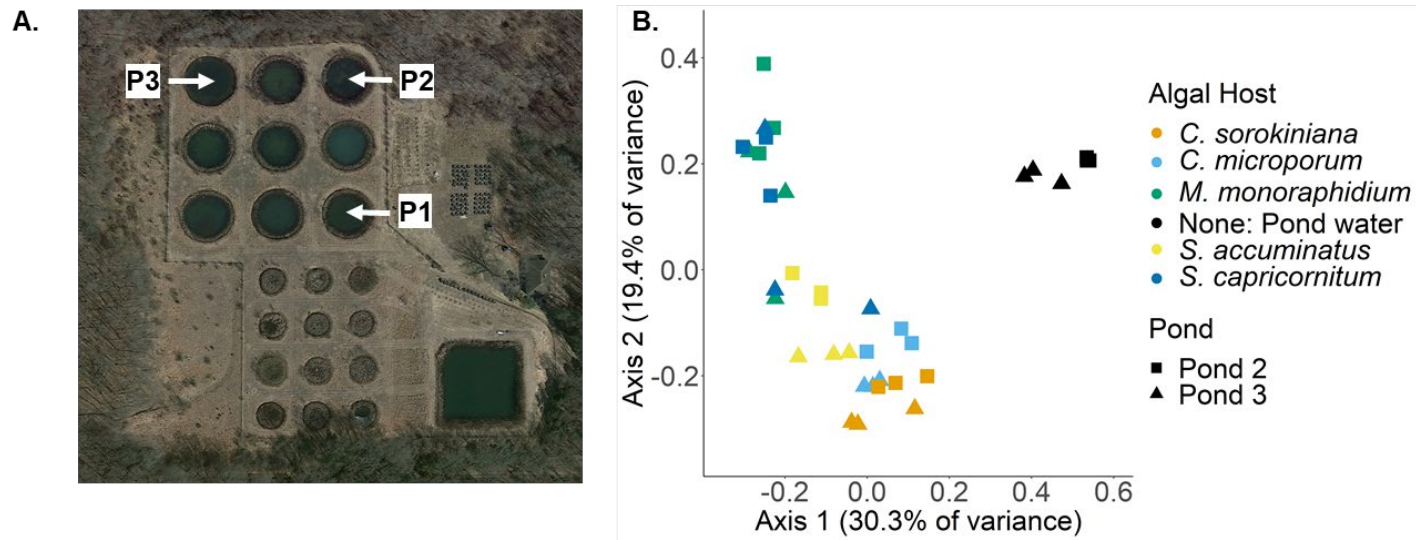 A.
P3
P2
P1
B.
Axis 2 (19.4% of variance)
0.4
0.2
0.0
-0.2
-0.2
0.0
0.2
0.4
0.6
Axis 1 (30.3% of variance)
Algal Host
C. sorokiniana
C. microporum
M. monoraphidium
None: Pond water
S. accuminatus
S. capricornitum
Pond
Pond 2
Pond 3